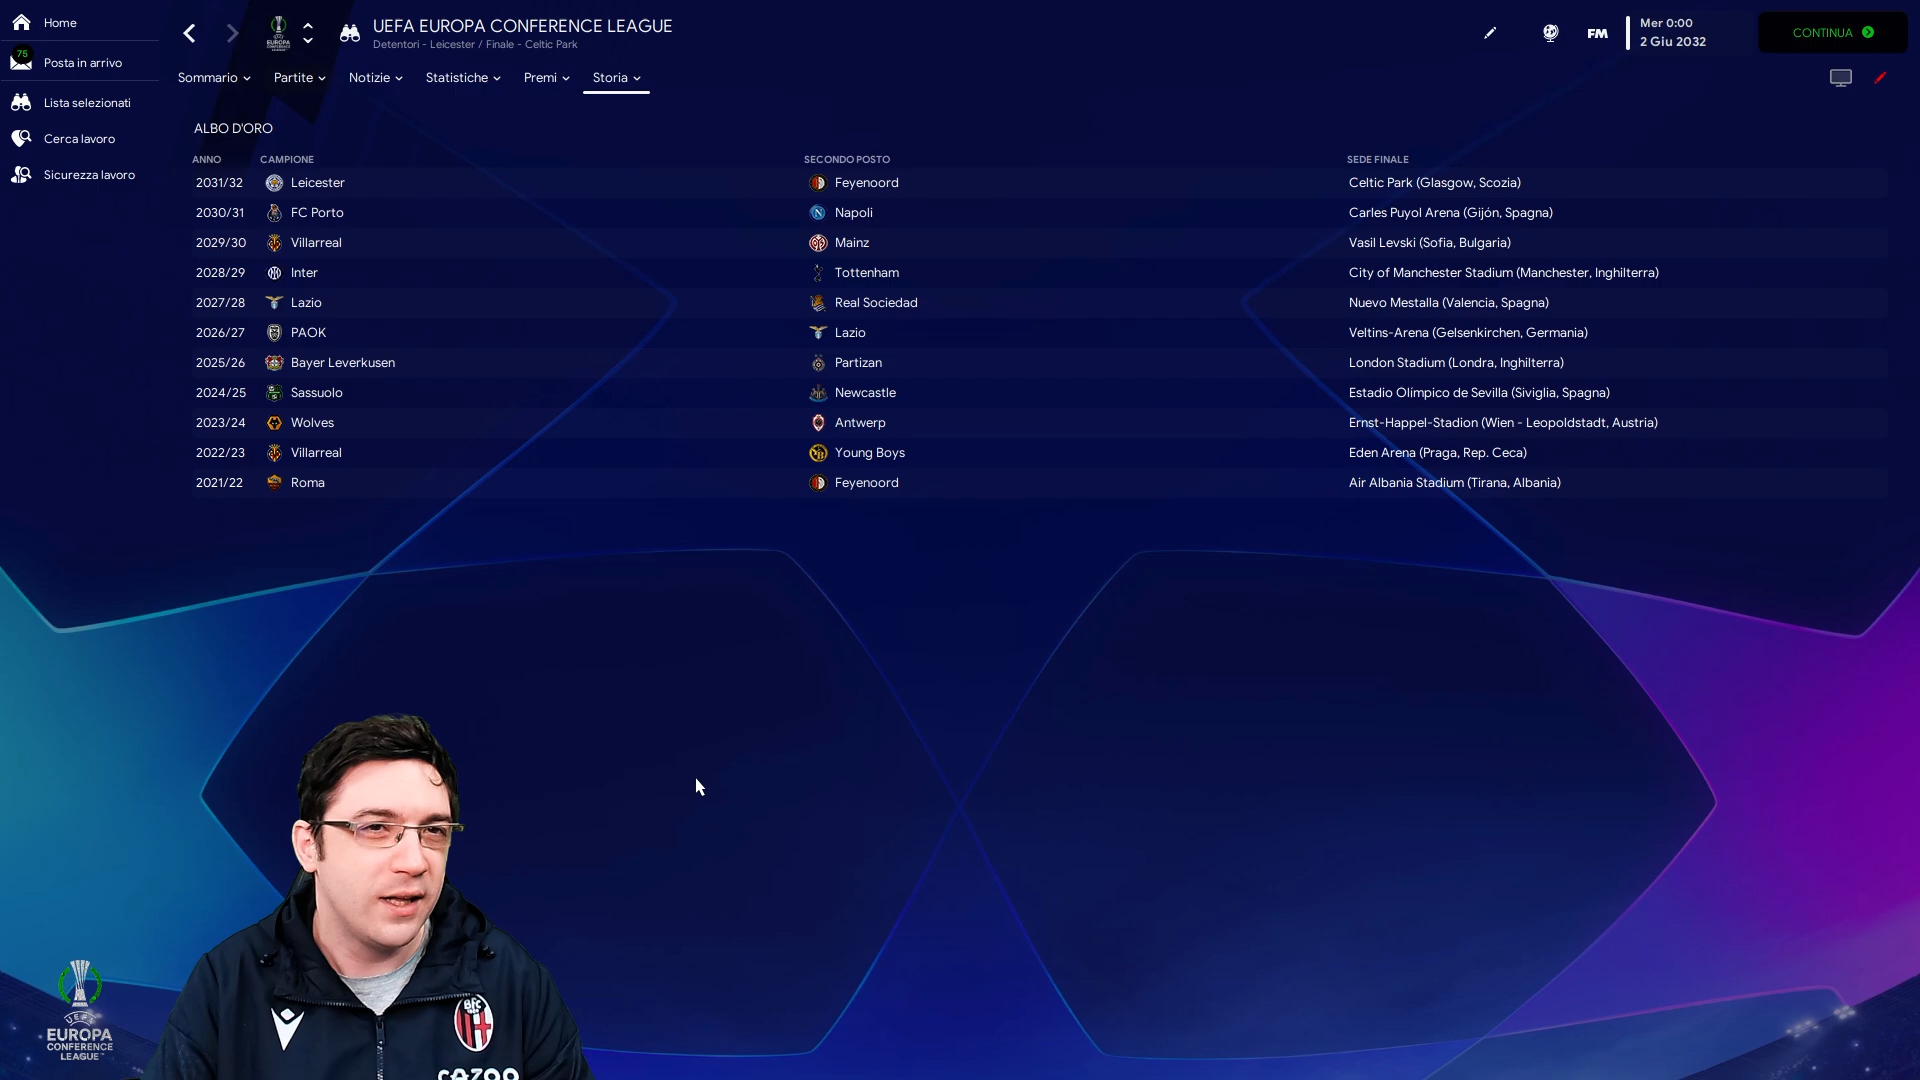 Home
75
Posta in arrivo
Lista selezionati
Cerca lavoro
Sicurezza lavoro
UEFA EUROPA CONFERENCE LEAGUE
Detentori - Leicester / Finale - Celtic Park
FM
Mer 0:00
2 Giu 2032
CONTINUA
Sommario
Partite
Notizie
Statistiche
Premi
Storia
ALBO D'ORO
ANNO CAMPIONE SECONDO POSTO SEDE FINALE
2031/32 Leicester Feyenoord Celtic Park (Glasgow, Scozia)
2030/31 FC Porto Napoli Carles Puyol Arena (Gijón, Spagna)
2029/30 Villarreal Mainz Vasil Levski (Sofia, Bulgaria)
2028/29 Inter Tottenham City of Manchester Stadium (Manchester, Inghilterra)
2027/28 Lazio Real Sociedad Nuevo Mestalla (Valencia, Spagna)
2026/27 PAOK Lazio Veltins-Arena (Gelsenkirchen, Germania)
2025/26 Bayer Leverkusen Partizan London Stadium (Londra, Inghilterra)
2024/25 Sassuolo Newcastle Estadio Olímpico de Sevilla (Siviglia, Spagna)
2023/24 Wolves Antwerp Ernst-Happel-Stadion (Wien - Leopoldstadt, Austria)
2022/23 Villarreal Young Boys Eden Arena (Praga, Rep. Ceca)
2021/22 Roma Feyenoord Air Albania Stadium (Tirana, Albania)
UEFA
EUROPA
CONFERENCE
LEAGUE
BFC
1909
cazoo